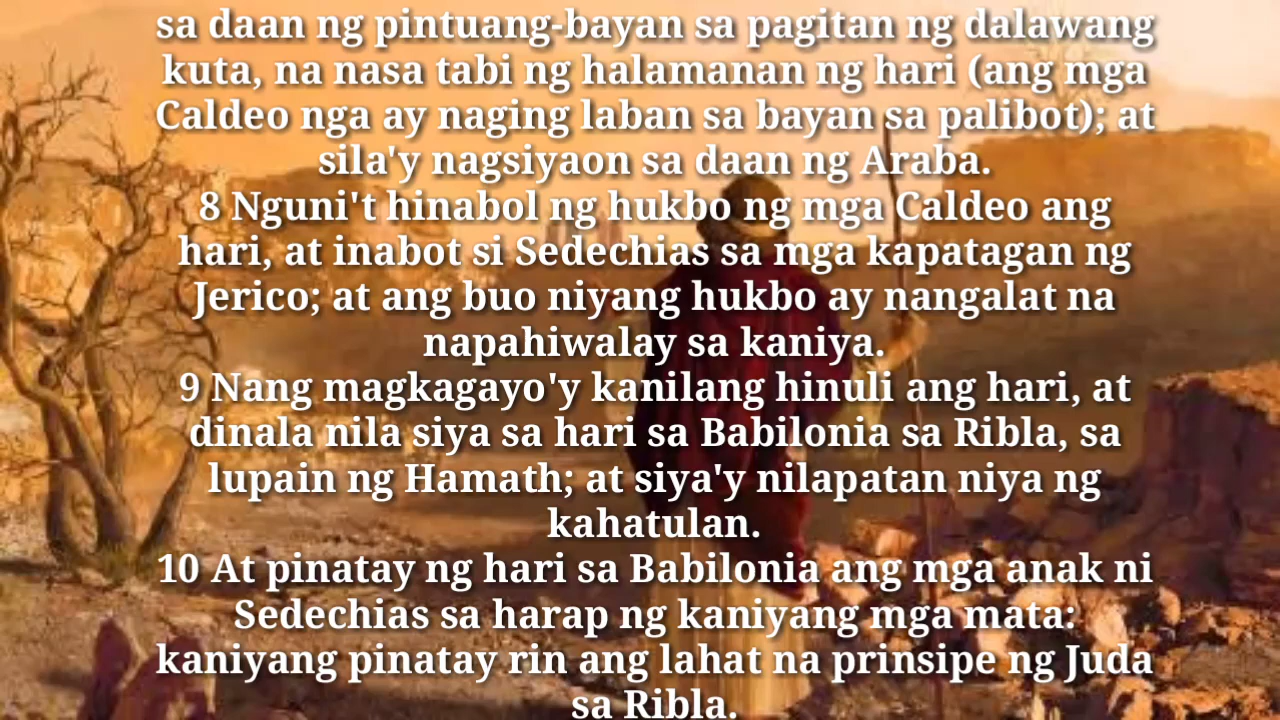 sa daan ng pintuang-bayan sa pagitan ng dalawang
kuta, na nasa tabi ng halamanan ng hari (ang mga
Caldeo nga ay naging laban sa bayan sa palibot); at
sila'y nagsiyaon sa daan ng Araba.
8 Nguni't hinabol ng hukbo ng mga Caldeo ang
hari, at inabot si Sedechias sa mga kapatagan ng
Jerico; at ang buo niyang hukbo ay nangalat na
napahiwalay sa kaniya.
9 Nang magkagayo'y kanilang hinuli ang hari, at
dinala nila siya sa hari sa Babilonia sa Ribla, sa
lupain ng Hamath; at siya'y nilapatan niya ng
kahatulan.
10 At pinatay ng hari sa Babilonia ang mga anak ni
Sedechias sa harap ng kaniyang mga mata:
kaniyang pinatay rin ang lahat na prinsipe ng Juda
sa Ribla.